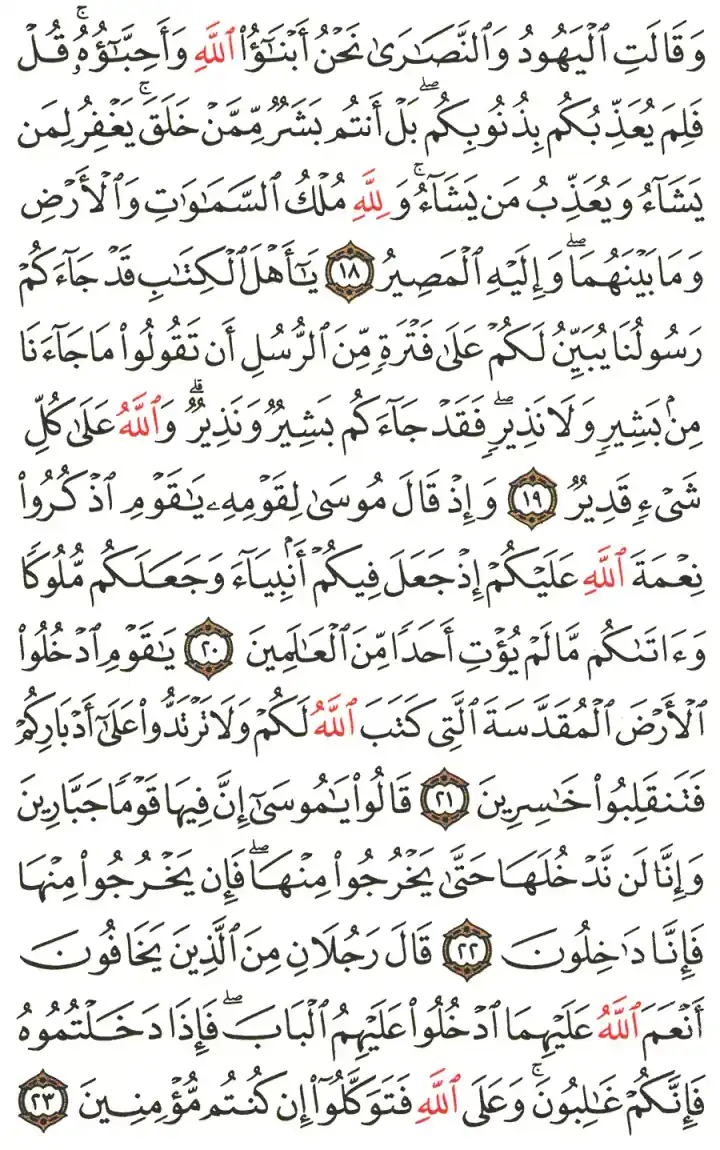 وَقَالَتِ ٱلْيَهُودُ وَٱلنَّصَٰرَىٰ نَحْنُ أَبْنَٰٓؤُا۟ ٱللَّهِ وَأَحِبَّٰٓؤُهُۥ ۚ قُلْ
فَلِمَ يُعَذِّبُكُم بِذُنُوبِكُم ۖ بَلْ أَنتُم بَشَرٌ مِّمَّنْ خَلَقَ ۚ يَغْفِرُ لِمَن
يَشَآءُ وَيُعَذِّبُ مَن يَشَآءُ ۚ وَلِلَّهِ مُلْكُ ٱلسَّمَٰوَٰتِ وَٱلْأَرْضِ
وَمَا بَيْنَهُمَا ۖ وَإِلَيْهِ ٱلْمَصِيرُ ١٨ يَٰٓأَهْلَ ٱلْكِتَٰبِ قَدْ جَآءَكُمْ
رَسُولُنَا يُبَيِّنُ لَكُمْ عَلَىٰ فَتْرَةٍ مِّنَ ٱلرُّسُلِ أَن تَقُولُوا۟ مَا جَآءَنَا
مِنۢ بَشِيرٍ وَلَا نَذِيرٍ ۖ فَقَدْ جَآءَكُم بَشِيرٌ وَنَذِيرٌ ۗ وَٱللَّهُ عَلَىٰ كُلِّ
شَىْءٍ قَدِيرٌ ١٩ وَإِذْ قَالَ مُوسَىٰ لِقَوْمِهِۦ يَٰقَوْمِ ٱذْكُرُوا۟
نِعْمَةَ ٱللَّهِ عَلَيْكُمْ إِذْ جَعَلَ فِيكُمْ أَنۢبِيَآءَ وَجَعَلَكُم مُّلُوكًا
وَءَاتَىٰكُم مَّا لَمْ يُؤْتِ أَحَدًا مِّنَ ٱلْعَٰلَمِينَ ٢٠ يَٰقَوْمِ ٱدْخُلُوا۟
ٱلْأَرْضَ ٱلْمُقَدَّسَةَ ٱلَّتِى كَتَبَ ٱللَّهُ لَكُمْ وَلَا تَرْتَدُّوا۟ عَلَىٰٓ أَدْبَارِكُمْ
فَتَنقَلِبُوا۟ خَٰسِرِينَ ٢١ قَالُوا۟ يَٰمُوسَىٰٓ إِنَّ فِيهَا قَوْمًا جَبَّارِينَ
وَإِنَّا لَن نَّدْخُلَهَا حَتَّىٰ يَخْرُجُوا۟ مِنْهَا ۖ فَإِن يَخْرُجُوا۟ مِنْهَا
فَإِنَّا دَٰخِلُونَ ٢٢ قَالَ رَجُلَانِ مِنَ ٱلَّذِينَ يَخَافُونَ
أَنْعَمَ ٱللَّهُ عَلَيْهِمَا ٱدْخُلُوا۟ عَلَيْهِمُ ٱلْبَابَ ۖ فَإِذَا دَخَلْتُمُوهُ
فَإِنَّكُمْ غَٰلِبُونَ ۚ وَعَلَى ٱللَّهِ فَتَوَكَّلُوٓا۟ إِن كُنتُم مُّؤْمِنِينَ ٢٣